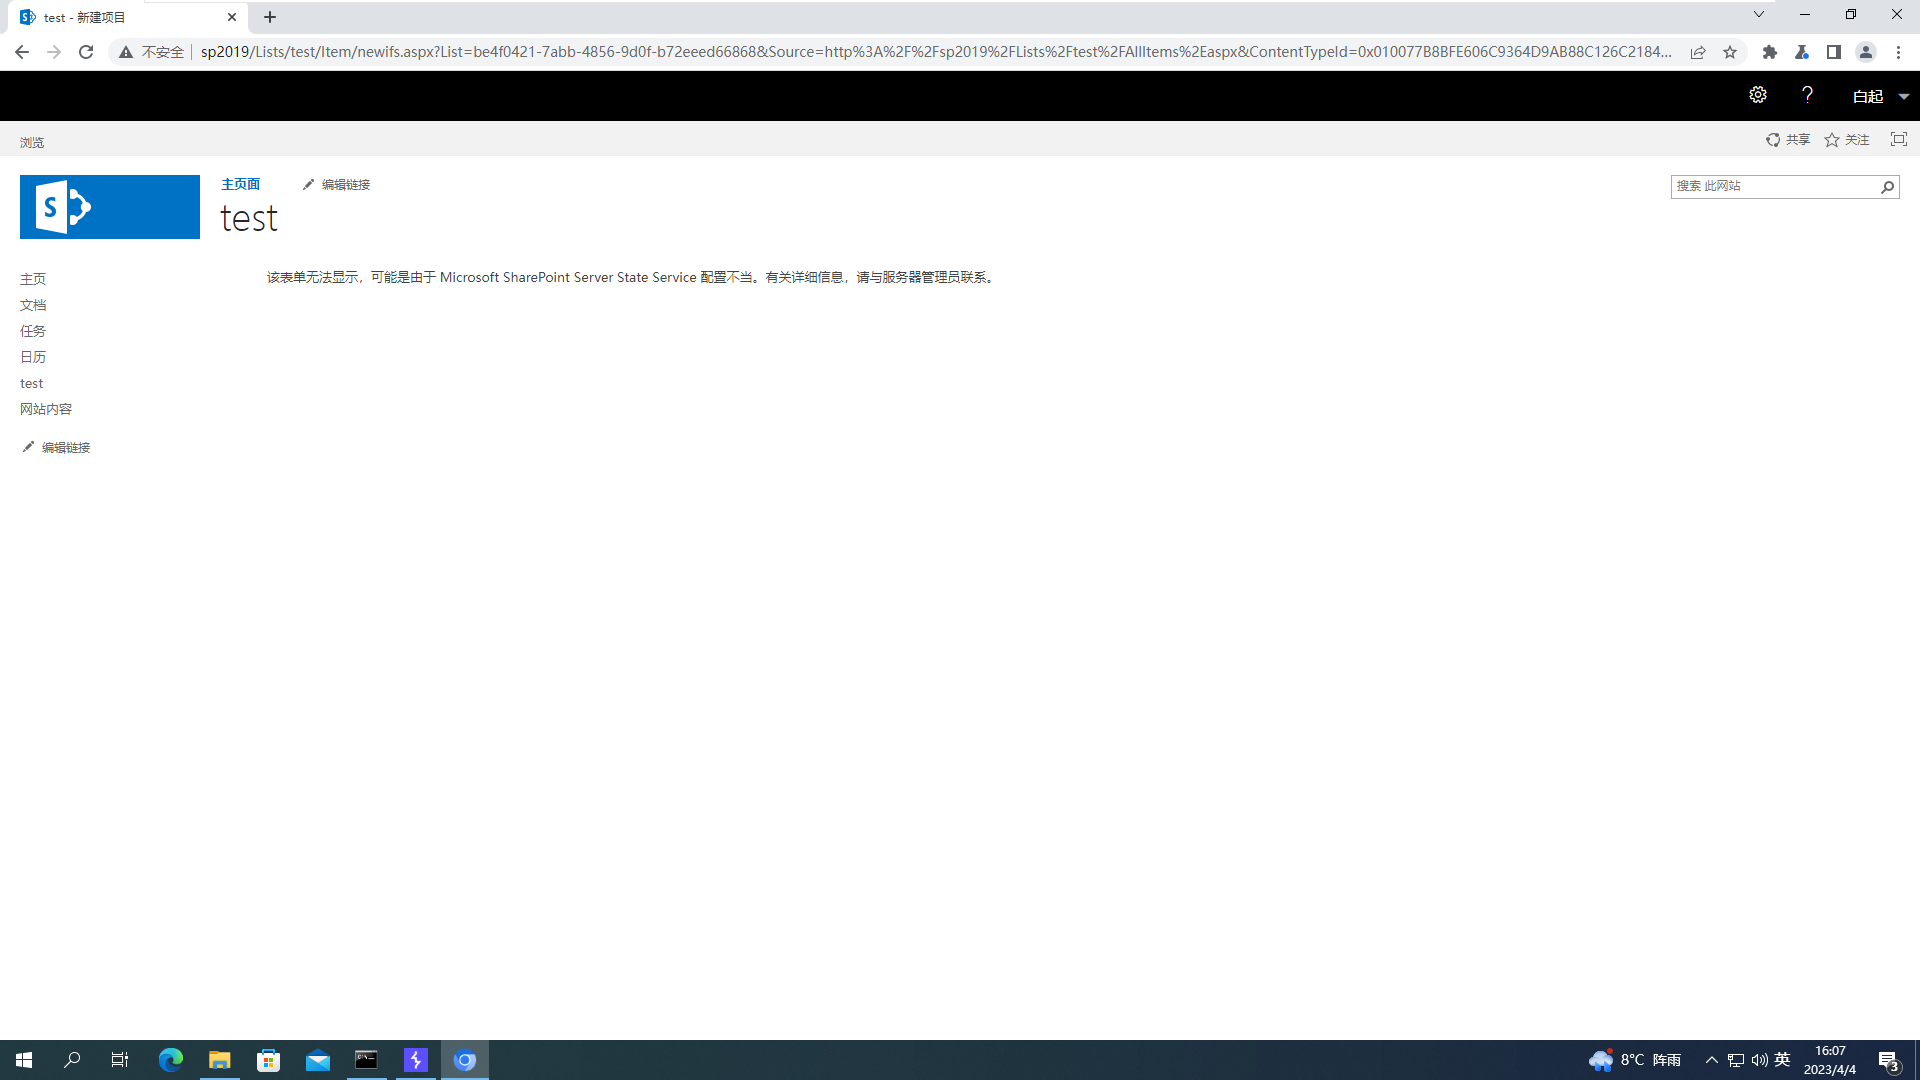 test - 新建项目
不安全 sp2019/Lists/test/Item/newifs.aspx?List=be4f0421-7abb-4856-9d0f-b72eeed66868&Source=http%3A%2F%2Fsp2019%2FLists%2Ftest%2FAllItems%2Easpx&ContentTypeId=0x010077B8BFE606C9364D9AB88C126C2184...
? 白起
浏览
共享 关注
主页面 编辑链接
搜索 此网站
S
test
主页
该表单无法显示，可能是由于 Microsoft SharePoint Server State Service 配置不当。有关详细信息，请与服务器管理员联系。
文档
任务
日历
test
网站内容
编辑链接
8°C 阵雨
英
16:07
2023/4/4
3